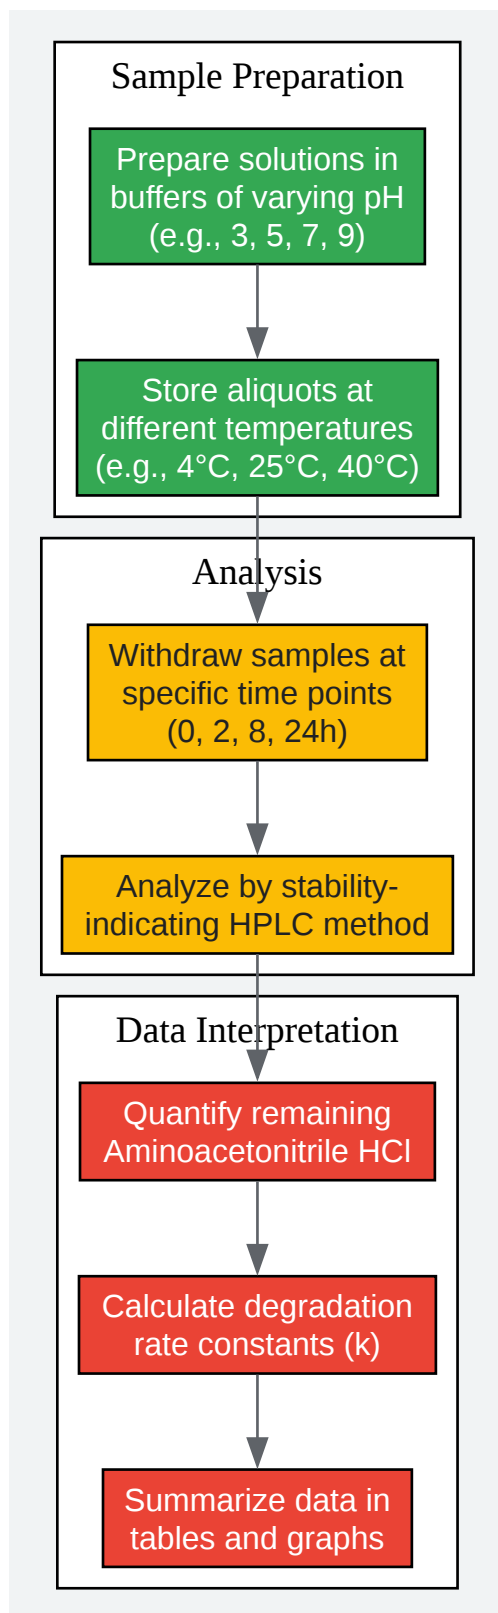 Sample Preparation
Prepare solutions in
buffers of varying pH
(e.g., 3, 5, 7, 9)
Store aliquots at
different temperatures
(e.g., 4°C, 25°C, 40°C)
Analysis
Withdraw samples at
specific time points
(0, 2, 8, 24h)
Analyze by stability-
indicating HPLC method
Data Interpretation
Quantify remaining
Aminoacetonitrile HCl
Calculate degradation
rate constants (k)
Summarize data in
tables and graphs